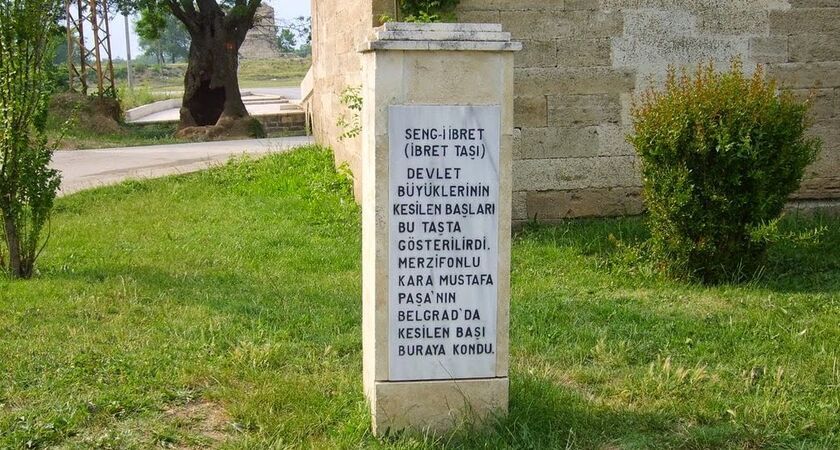 SENG-İ İBRET
(İBRET TAŞI)
DEVLET
BÜYÜKLERİNİN
KESİLEN BAŞLARI
BU TAŞTA
GÖSTERİLİRDİ.
MERZİFONLU
KARA MUSTAFA
PAŞA'NIN
BELGRAD'DA
KESİLEN BAŞI
BURAYA KONDU.